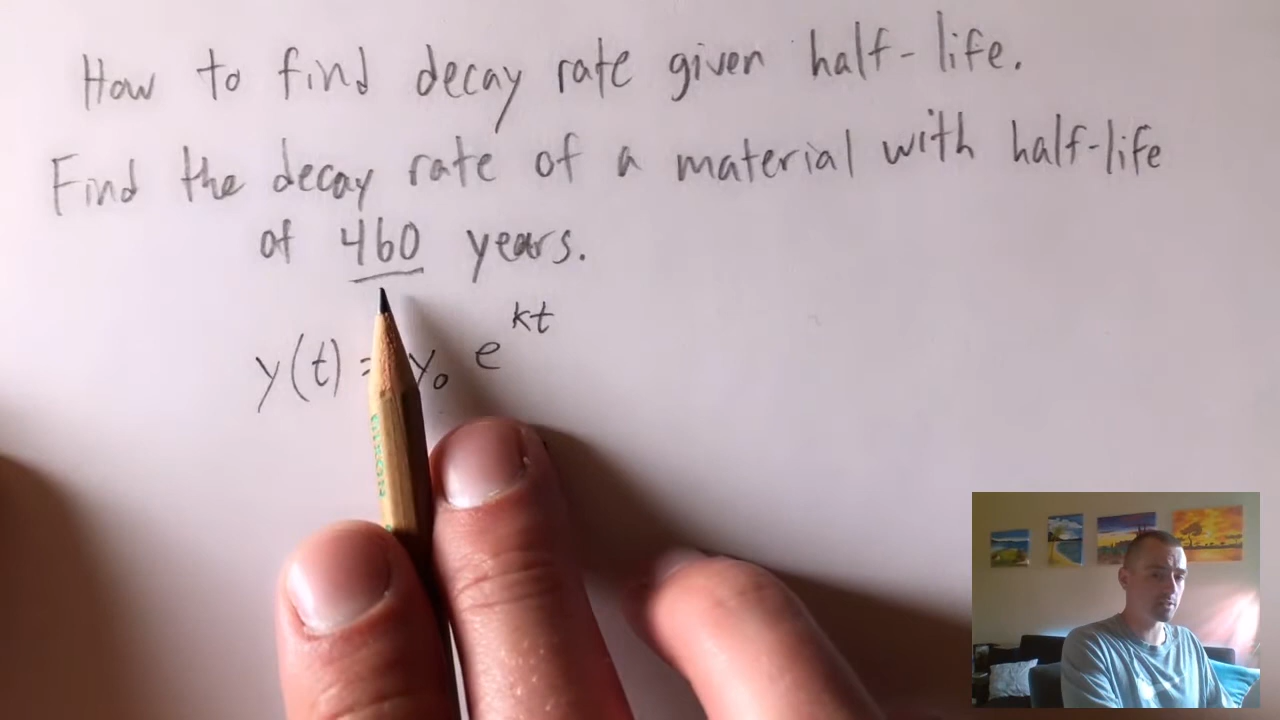 How to find decay rate given half-life.
Find the decay rate of a material with half-life
of 460 years.
y(t) = y₀ e^{kt}